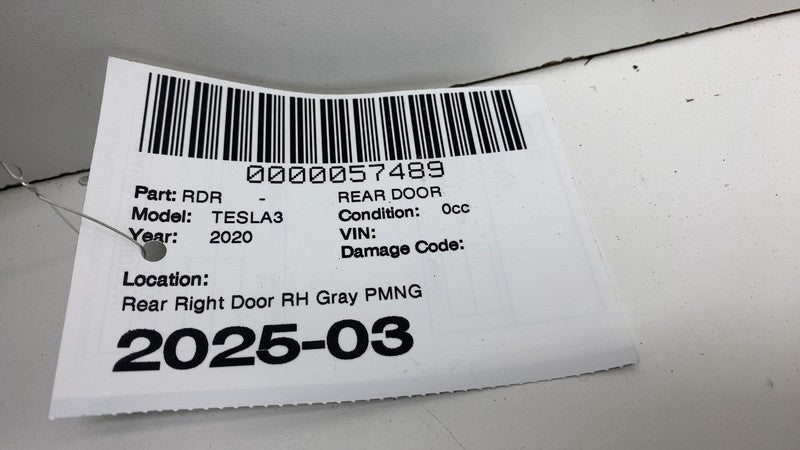 0000057489
Part: RDR - REAR DOOR
Model: TESLA3 Condition: 0cc
Year: 2020 VIN:
Damage Code:
Location:
Rear Right Door RH Gray PMNG
2025-03